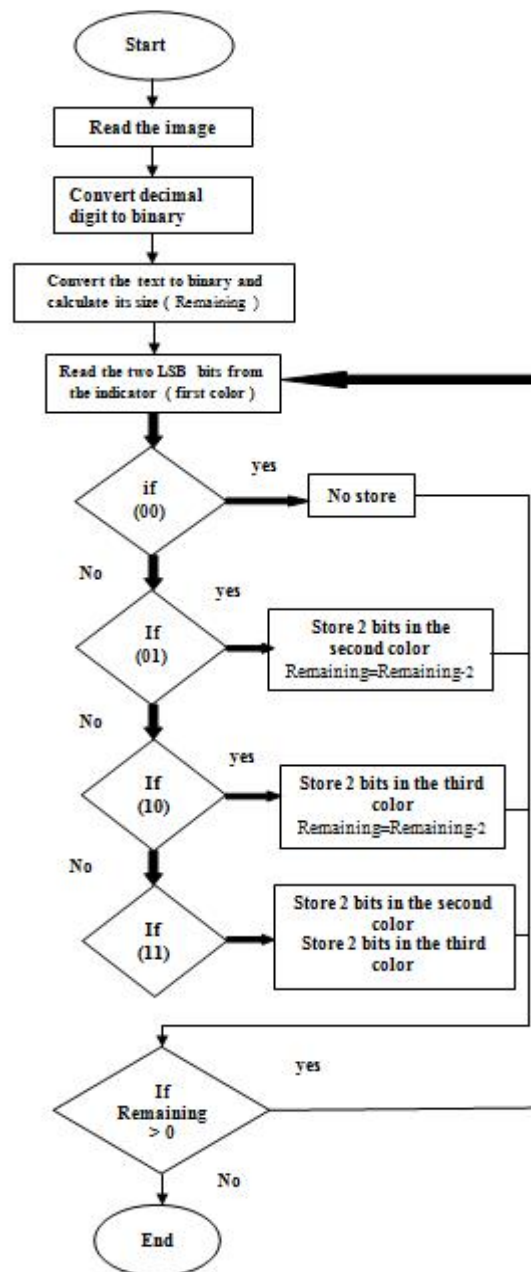 Start
Read the image
Convert decimal
digit to binary
Convert the text to binary and
calculate its size ( Remaining )
Read the two LSB bits from
the indicator ( first color )
if
(00)
yes
No store
No
If
(01)
yes
Store 2 bits in the
second color
Remaining=Remaining-2
No
If
(10)
yes
Store 2 bits in the third
color
Remaining=Remaining-2
No
If
(11)
Store 2 bits in the second
color
Store 2 bits in the third
color
If
Remaining
> 0
yes
No
End